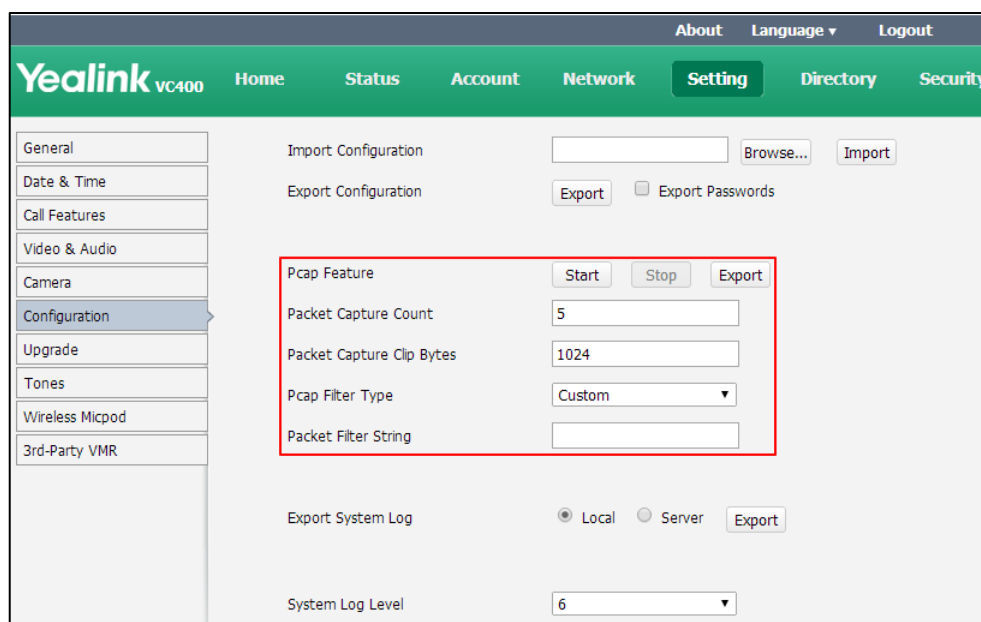 About Language ▾ Logout
Yealink VC400 Home Status Account Network Setting Directory Security
General
Date & Time
Call Features
Video & Audio
Camera
Configuration
Upgrade
Tones
Wireless Micpod
3rd-Party VMR
Import Configuration Browse... Import
Export Configuration Export Export Passwords
Pcap Feature Start Stop Export
Packet Capture Count 5
Packet Capture Clip Bytes 1024
Pcap Filter Type Custom ▾
Packet Filter String
Export System Log Local Server Export
System Log Level 6 ▾